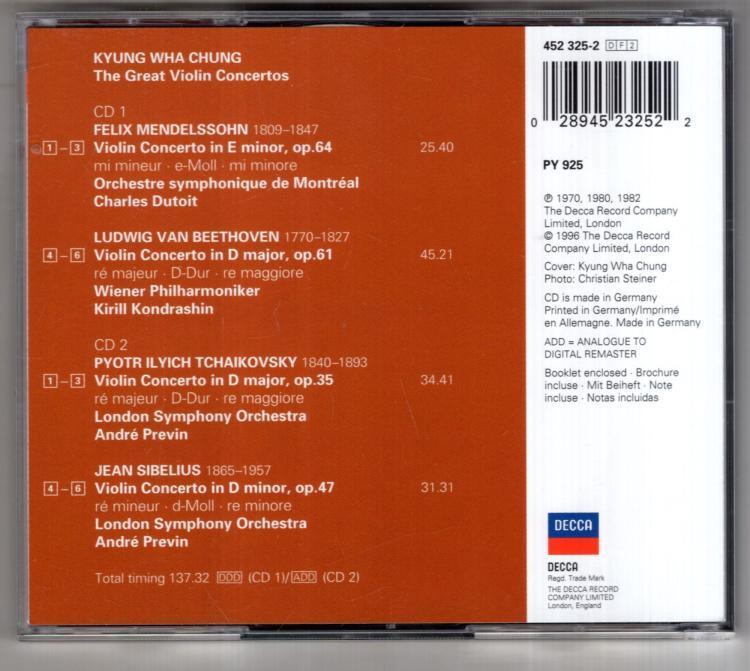 KYUNG WHA CHUNG
The Great Violin Concertos
CD 1
FELIX MENDELSSOHN 1809–1847
1 – 3 Violin Concerto in E minor, op.64 25.40
mi mineur · e-Moll · mi minore
Orchestre symphonique de Montréal
Charles Dutoit
LUDWIG VAN BEETHOVEN 1770–1827
4 – 6 Violin Concerto in D major, op.61 45.21
ré majeur · D-Dur · re maggiore
Wiener Philharmoniker
Kirill Kondrashin
CD 2
PYOTR ILYICH TCHAIKOVSKY 1840–1893
1 – 3 Violin Concerto in D major, op.35 34.41
ré majeur · D-Dur · re maggiore
London Symphony Orchestra
André Previn
JEAN SIBELIUS 1865–1957
4 – 6 Violin Concerto in D minor, op.47 31.31
ré mineur · d-Moll · re minore
London Symphony Orchestra
André Previn
Total timing 137.32 DDD (CD 1)/ADD (CD 2)
452 325-2 DF2
0 28945 23252 2
PY 925
℗ 1970, 1980, 1982
The Decca Record Company
Limited, London
© 1996 The Decca Record
Company Limited, London
Cover: Kyung Wha Chung
Photo: Christian Steiner
CD is made in Germany
Printed in Germany/Imprimé
en Allemagne. Made in Germany
ADD = ANALOGUE TO
DIGITAL REMASTER
Booklet enclosed · Brochure
incluse · Mit Beiheft · Note
incluse · Notas incluidas
DECCA
DECCA
Regd. Trade Mark
THE DECCA RECORD
COMPANY LIMITED
London, England